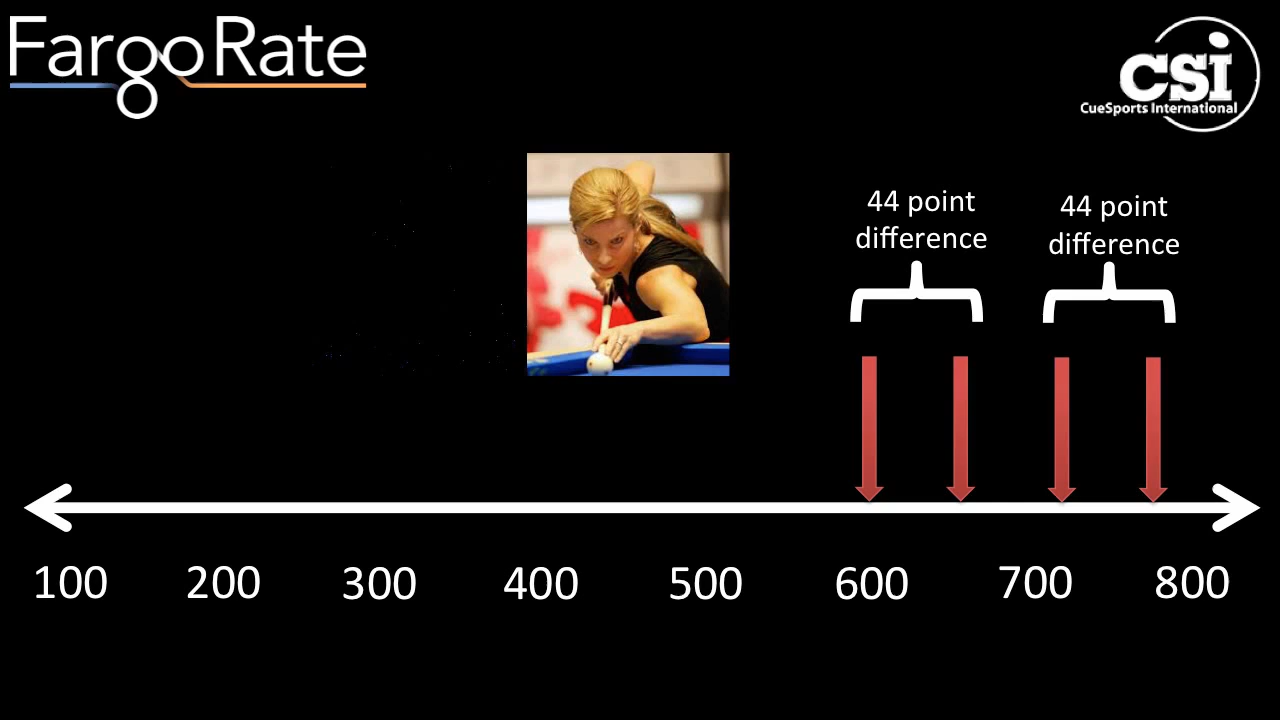 FargoRate
CSI
CueSports International
44 point
difference
44 point
difference
100 200 300 400 500 600 700 800